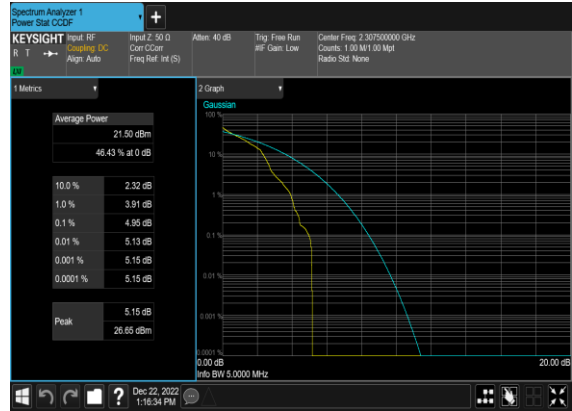 Spectrum Analyzer 1
Power Stat CCDF
KEYSIGHT
R T
LM
Input: RF
Coupling: DC
Align: Auto
Input Z: 50 Ω
Corr CCorr
Freq Ref: Int (S)
Atten: 40 dB
Trig: Free Run
#IF Gain: Low
Center Freq: 2.307500000 GHz
Counts: 1.00 M/1.00 Mpt
Radio Std: None
1 Metrics
Average Power
21.50 dBm
46.43 % at 0 dB
10.0 % 2.32 dB
1.0 % 3.91 dB
0.1 % 4.95 dB
0.01 % 5.13 dB
0.001 % 5.15 dB
0.0001 % 5.15 dB
Peak
5.15 dB
26.65 dBm
2 Graph
Gaussian
100 %
10 %
1 %
0.1 %
0.01 %
0.001 %
0.0001 %
0.00 dB 20.00 dB
Info BW 5.0000 MHz
Dec 22, 2022
1:16:34 PM